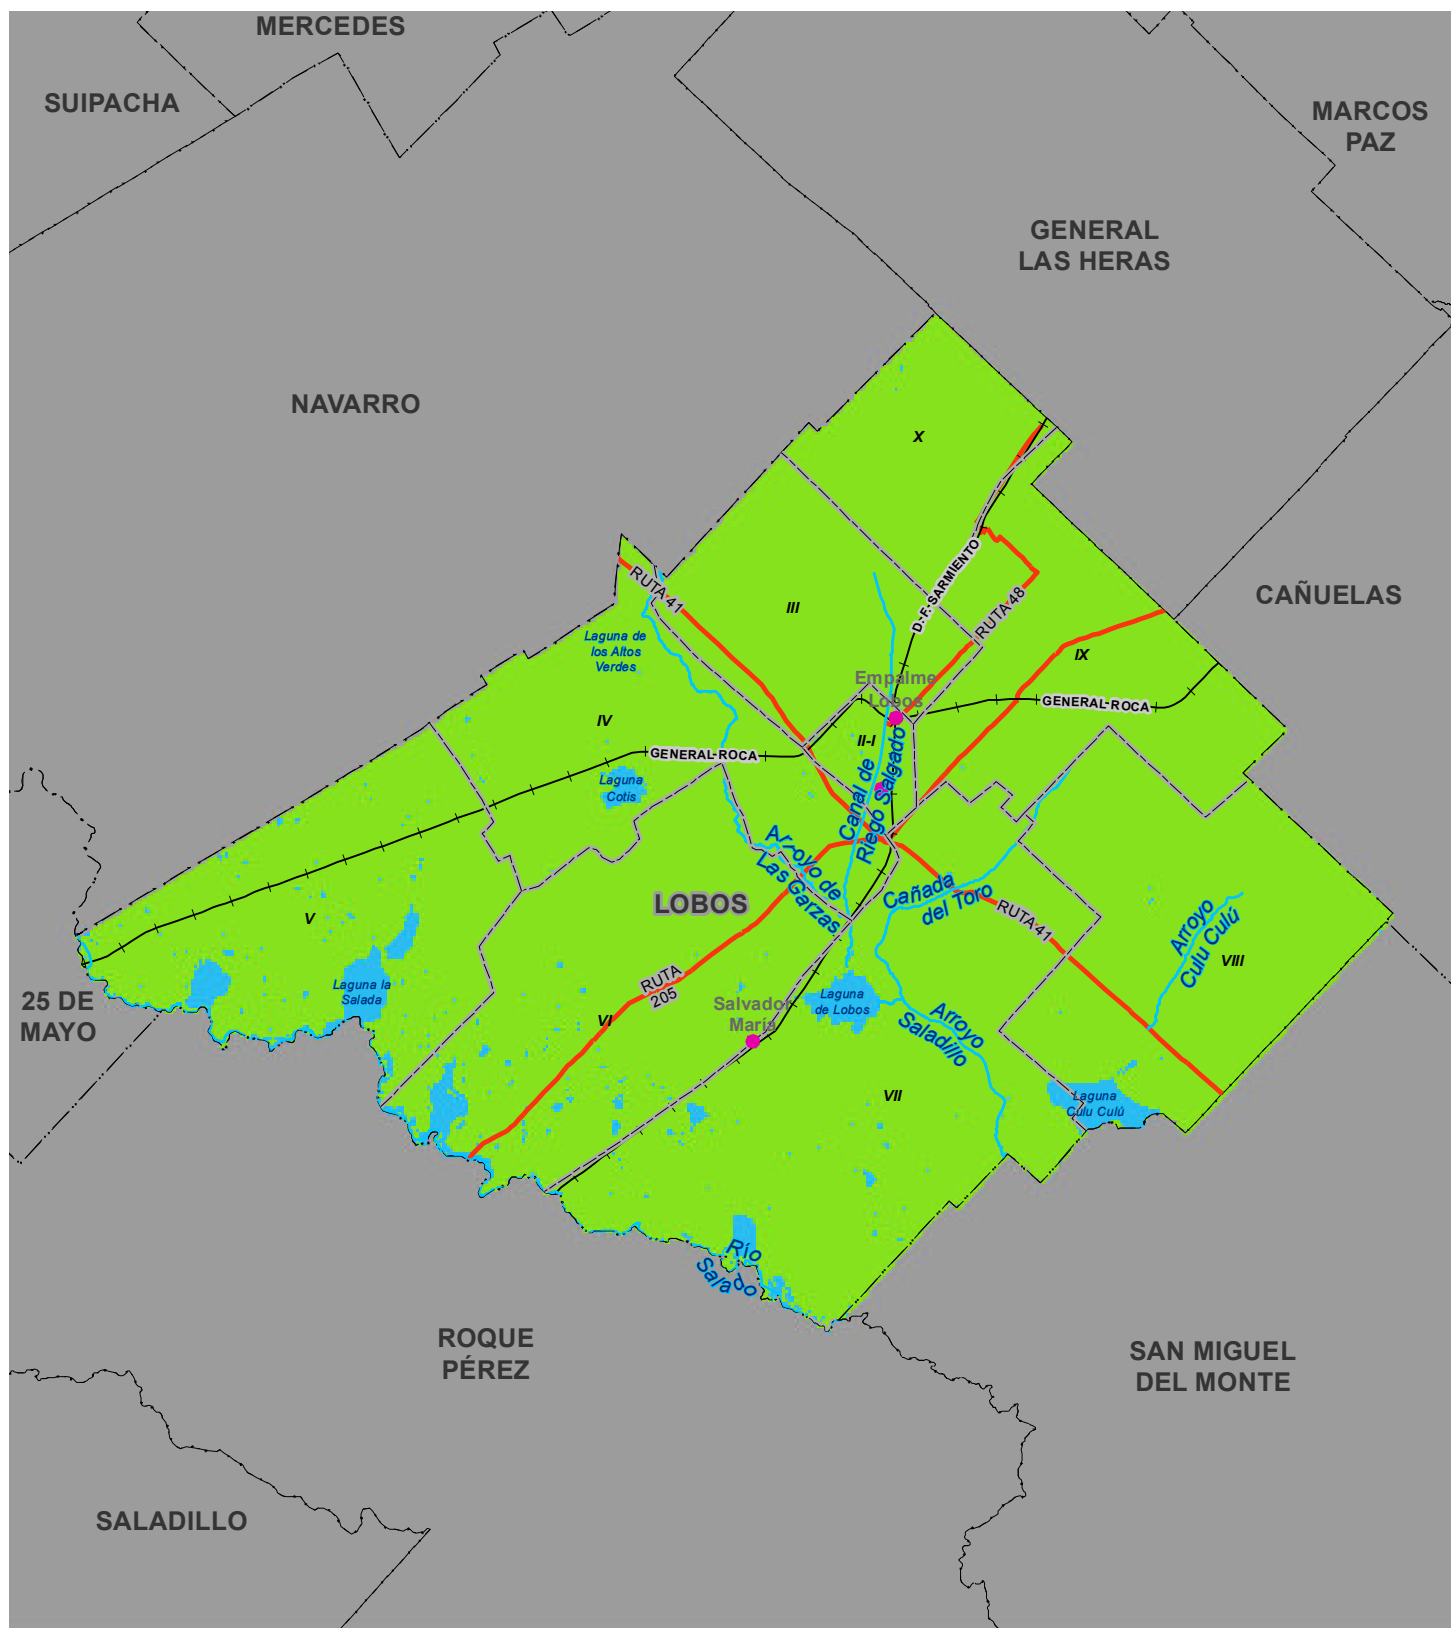 MERCEDES
SUIPACHA
MARCOS
PAZ
GENERAL
LAS HERAS
NAVARRO
X
D.-F.-SARMIENTO
RUTA 41
III
RUTA 48
CAÑUELAS
Laguna de
los Altos
Verdes
IX
Empalme
Lobos
GENERAL-ROCA
IV
II-I
GENERAL-ROCA
Laguna
Cotis
Canal de
Riego Salgado
Arroyo de
Las Garzas
LOBOS
Cañada
del Toro
V
RUTA 41
Arroyo
Culu Culú
VIII
RUTA
205
Laguna la
Salada
25 DE
MAYO
Laguna
de Lobos
Salvador
María
VI
Arroyo
Saladillo
VII
Laguna
Culu Culú
Río
Salado
ROQUE
PÉREZ
SAN MIGUEL
DEL MONTE
SALADILLO